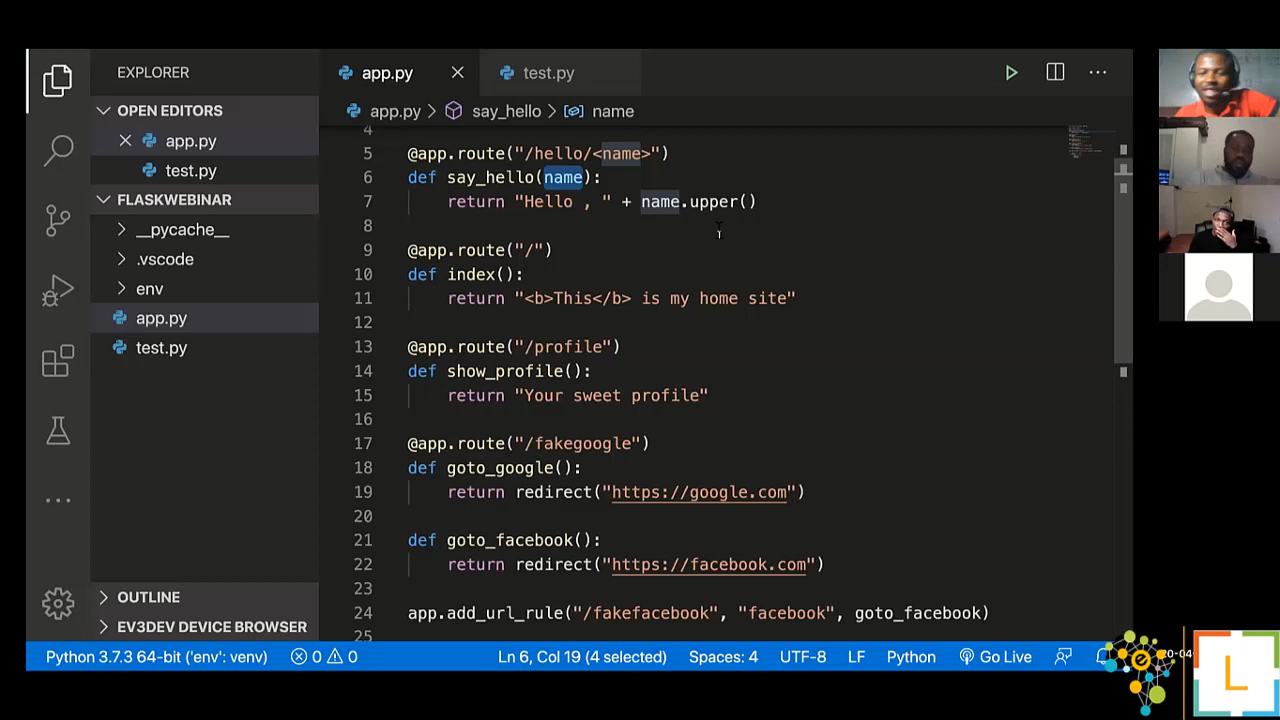 EXPLORER
OPEN EDITORS
app.py
test.py
FLASKWEBINAR
__pycache__
.vscode
env
app.py
test.py
OUTLINE
EV3DEV DEVICE BROWSER
app.py
test.py
app.py > say_hello > name
4
5 @app.route("/hello/<name>")
6 def say_hello(name):
7 return "Hello , " + name.upper()
8
9 @app.route("/")
10 def index():
11 return "<b>This</b> is my home site"
12
13 @app.route("/profile")
14 def show_profile():
15 return "Your sweet profile"
16
17 @app.route("/fakegoogle")
18 def goto_google():
19 return redirect("https://google.com")
20
21 def goto_facebook():
22 return redirect("https://facebook.com")
23
24 app.add_url_rule("/fakefacebook", "facebook", goto_facebook)
25
Python 3.7.3 64-bit ('env': venv) 0 0 Ln 6, Col 19 (4 selected) Spaces: 4 UTF-8 LF Python Go Live
L